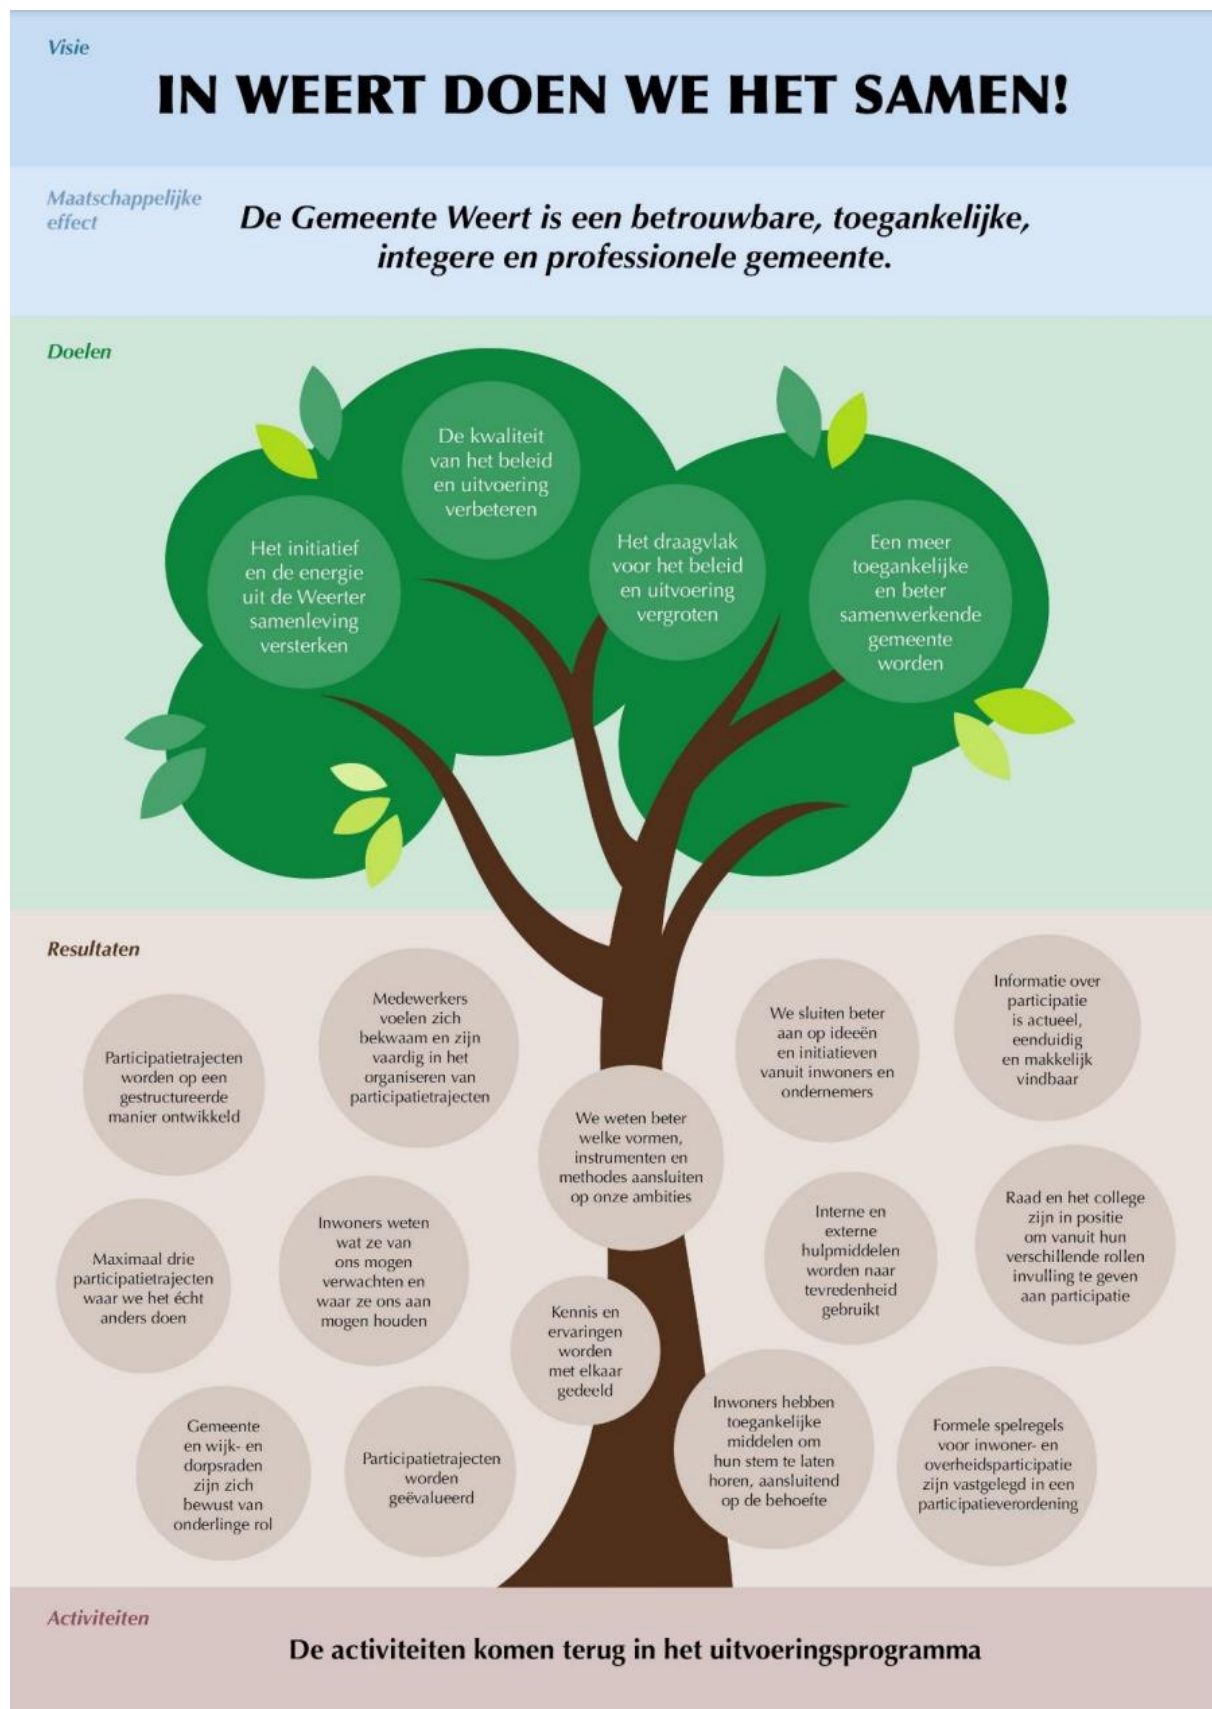 Visie
IN WEERT DOEN WE HET SAMEN!
Maatschappelijke
effect
De Gemeente Weert is een betrouwbare, toegankelijke,
integere en professionele gemeente.
Doelen
De kwaliteit
van het beleid
en uitvoering
verbeteren
Het initiatief
en de energie
uit de Weerter
samenleving
versterken
Het draagvlak
voor het beleid
en uitvoering
vergroten
Een meer
toegankelijke
en beter
samenwerkende
gemeente
worden
Resultaten
Participatietrajecten
worden op een
gestructureerde
manier ontwikkeld
Medewerkers
voelen zich
bekwaam en zijn
vaardig in het
organiseren van
participatietrajecten
We weten beter
welke vormen,
instrumenten en
methodes aansluiten
op onze ambities
We sluiten beter
aan op ideeën
en initiatieven
vanuit inwoners en
ondernemers
Informatie over
participatie
is actueel,
eenduidig
en makkelijk
vindbaar
Maximaal drie
participatietrajecten
waar we het écht
anders doen
Inwoners weten
wat ze van
ons mogen
verwachten en
waar ze ons aan
mogen houden
Kennis en
ervaringen
worden
met elkaar
gedeeld
Interne en
externe
hulpmiddelen
worden naar
tevredenheid
gebruikt
Raad en het college
zijn in positie
om vanuit hun
verschillende rollen
invulling te geven
aan participatie
Gemeente
en wijk- en
dorpsraden
zijn zich
bewust van
onderlinge rol
Participatietrajecten
worden
geëvalueerd
Inwoners hebben
toegankelijke
middelen om
hun stem te laten
horen, aansluitend
op de behoefte
Formele spelregels
voor inwoner- en
overheidsparticipatie
zijn vastgelegd in een
participatieverordening
Activiteiten
De activiteiten komen terug in het uitvoeringsprogramma